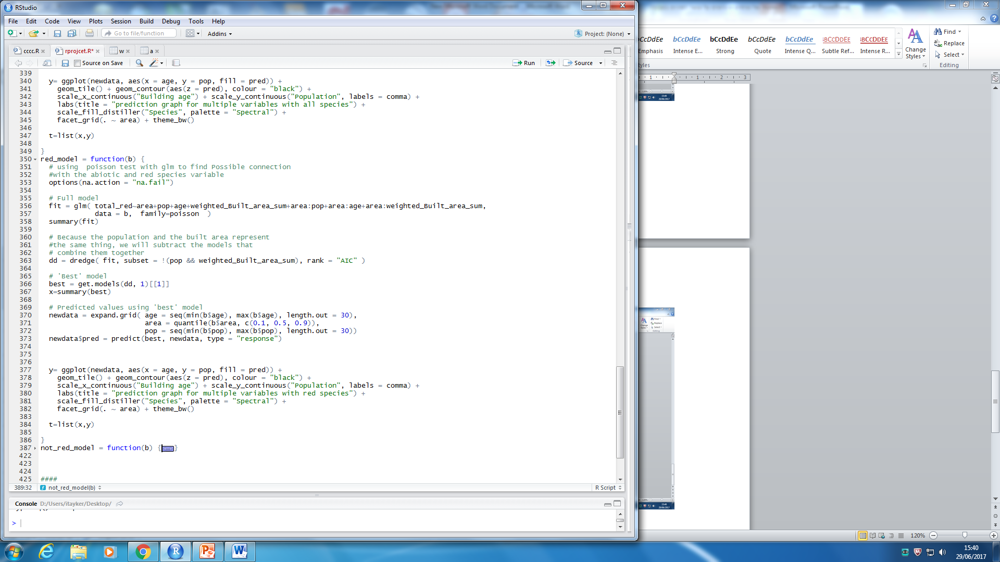 RStudio
File Edit Code View Plots Session Build Debug Tools Help
Go to file/function Addins Project: (None)
cccc.R rprojcet.R* w a
Source on Save Run Source
339
340 y= ggplot(newdata, aes(x = age, y = pop, fill = pred)) +
341 geom_tile() + geom_contour(aes(z = pred), colour = "black") +
342 scale_x_continuous("Building age") + scale_y_continuous("Population", labels = comma) +
343 labs(title = "prediction graph for multiple variables with all species") +
344 scale_fill_distiller("Species", palette = "Spectral") +
345 facet_grid(. ~ area) + theme_bw()
346
347 t=list(x,y)
348
349 }
350 red_model = function(b) {
351 # using  poisson test with glm to find Possible connection
352 #with the abiotic and red species variable
353 options(na.action = "na.fail")
354
355 # Full model
356 fit = glm( total_red~area+pop+age+weighted_Built_area_sum+area:pop+area:age+area:weighted_Built_area_sum,
357 data = b,  family=poisson  )
358 summary(fit)
359
360 # Because the population and the built area represent
361 #the same thing, we will subtract the models that
362 # combine them together
363 dd = dredge( fit, subset = !(pop && weighted_Built_area_sum), rank = "AIC" )
364
365 # 'Best' model
366 best = get.models(dd, 1)[[1]]
367 x=summary(best)
368
369 # Predicted values using 'best' model
370 newdata = expand.grid( age = seq(min(b$age), max(b$age), length.out = 30),
371 area = quantile(b$area, c(0.1, 0.5, 0.9)),
372 pop = seq(min(b$pop), max(b$pop), length.out = 30))
373 newdata$pred = predict(best, newdata, type = "response")
374
375
376
377 y= ggplot(newdata, aes(x = age, y = pop, fill = pred)) +
378 geom_tile() + geom_contour(aes(z = pred), colour = "black") +
379 scale_x_continuous("Building age") + scale_y_continuous("Population", labels = comma) +
380 labs(title = "prediction graph for multiple variables with red species") +
381 scale_fill_distiller("Species", palette = "Spectral") +
382 facet_grid(. ~ area) + theme_bw()
383
384 t=list(x,y)
385
386 }
387 not_red_model = function(b) {}
422
423
424
425 ####
389:32 not_red_model(b) R Script
Console D:/Users/itayker/Desktop/
>
bCcDdEe bCcDdEe bCcDdEe bCcDdEe
Intense E... Strong Quote Intense Q... Subtle Ref... Intense R...
Change Styles
Find
Replace
Select
Editing
1 1 2 3
15:40
29/06/2017
15:40
29/06/2017
120%
15:40
29/06/2017